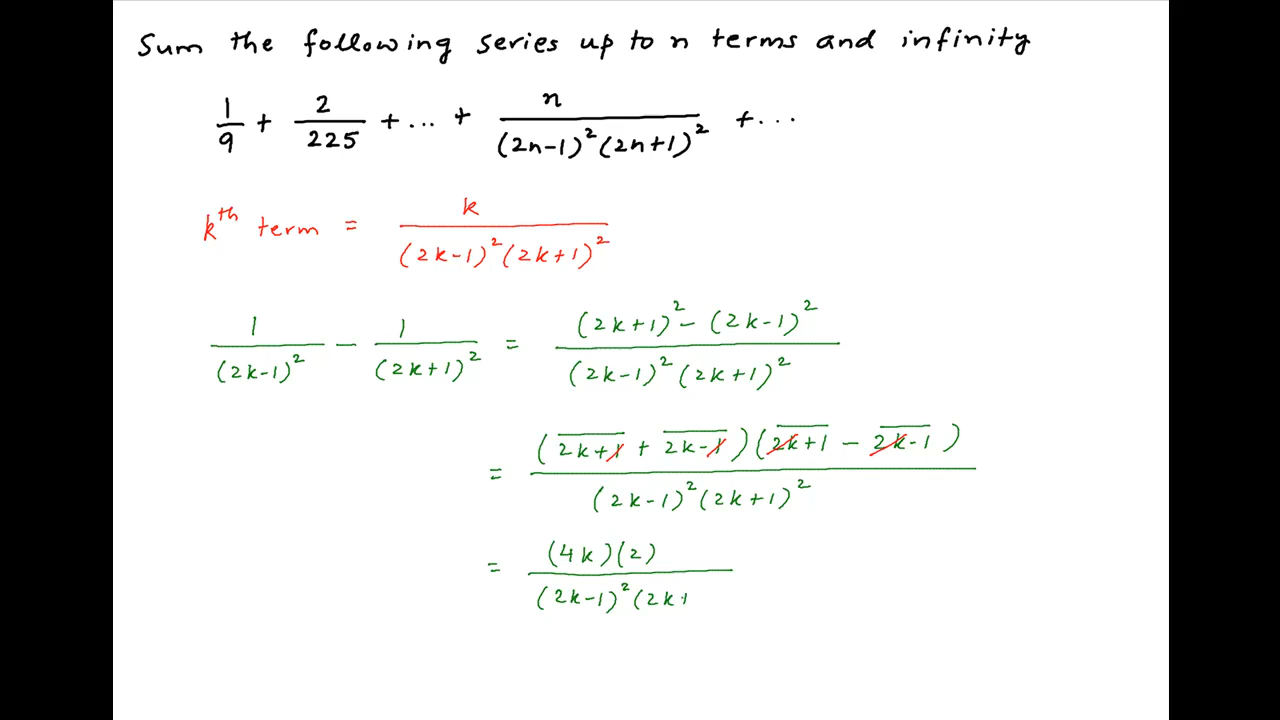 Sum the following series up to n terms and infinity
1/9 + 2/225 + ... + n/((2n-1)²(2n+1)²) + ...
kth term = k/((2k-1)²(2k+1)²)
1/(2k-1)² - 1/(2k+1)² = ((2k+1)² - (2k-1)²)/((2k-1)²(2k+1)²)
= (2k+1 + 2k-1)(2k+1 - 2k-1)/((2k-1)²(2k+1)²)
= (4k)(2)/((2k-1)²(2k